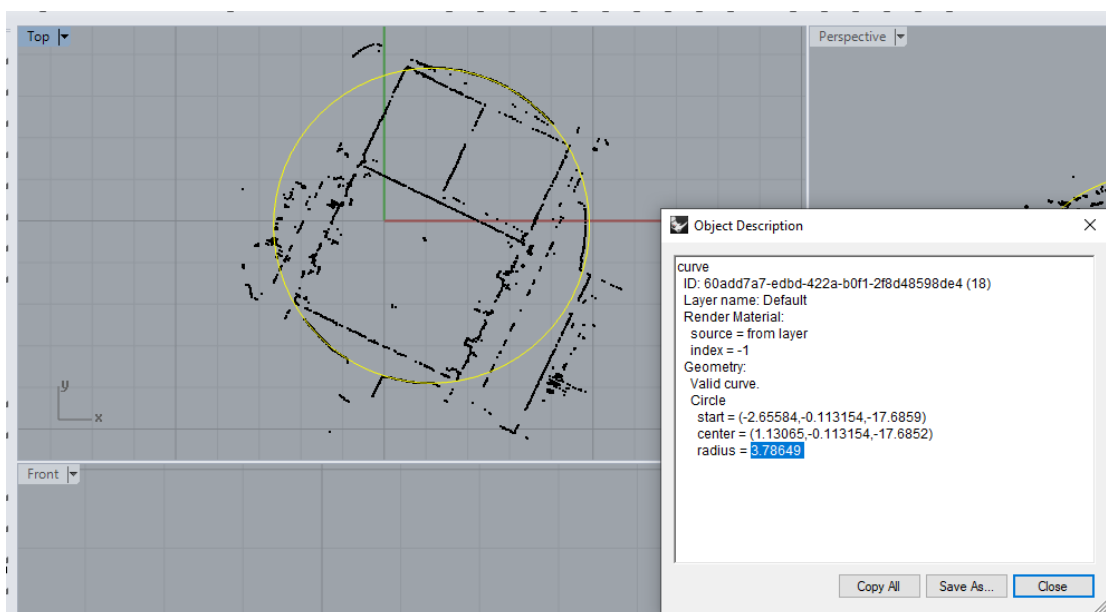 Top
Perspective
Object Description
curve
ID: 60add7a7-edbd-422a-b0f1-2f8d48598de4 (18)
Layer name: Default
Render Material:
source = from layer
index = -1
Geometry:
Valid curve.
Circle
start = (-2.65584,-0.113154,-17.6859)
center = (1.13065,-0.113154,-17.6852)
radius = 3.78649
y
x
Front
Copy All
Save As...
Close